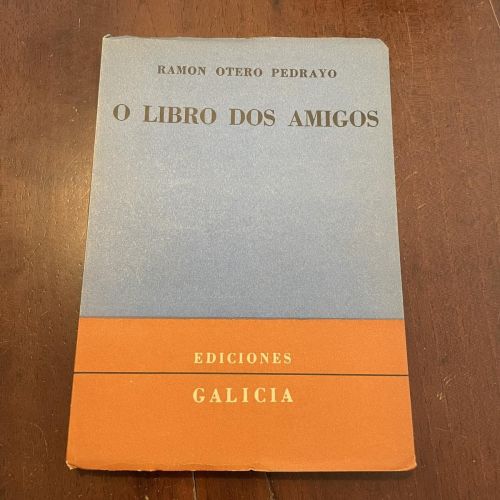 RAMON OTERO PEDRAYO
O LIBRO DOS AMIGOS
EDICIONES
GALICIA